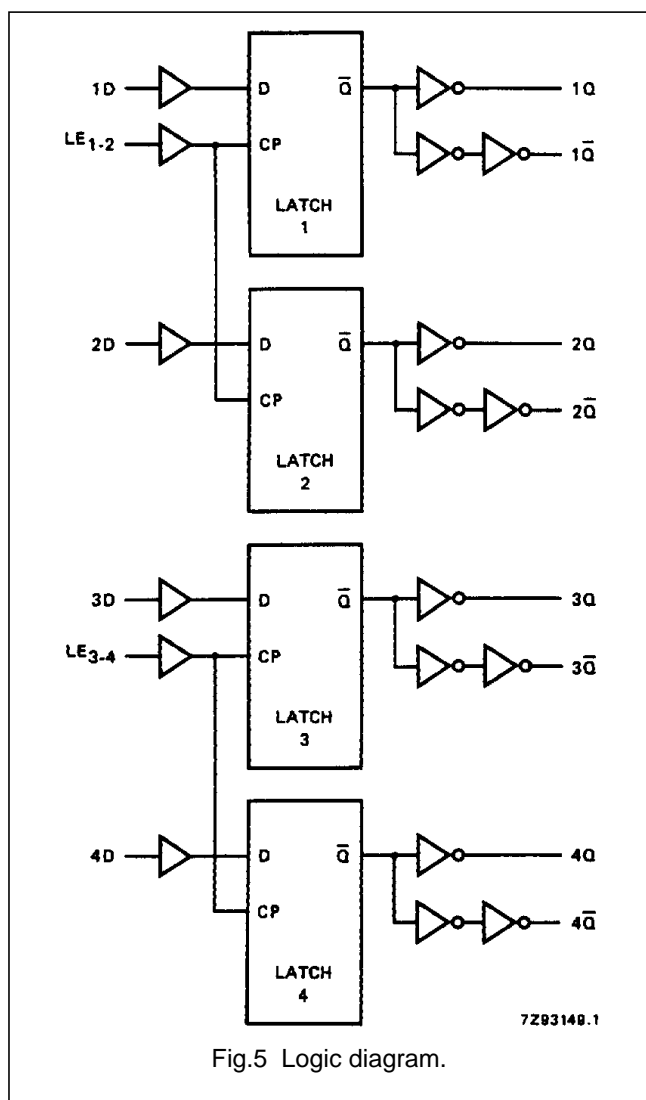 1D
D
Q̅
1Q
LE1-2
CP
1Q̅
LATCH
1
2D
D
Q̅
2Q
CP
2Q̅
LATCH
2
3D
D
Q̅
3Q
LE3-4
CP
3Q̅
LATCH
3
4D
D
Q̅
4Q
CP
4Q̅
LATCH
4
7Z93149.1
Fig.5 Logic diagram.